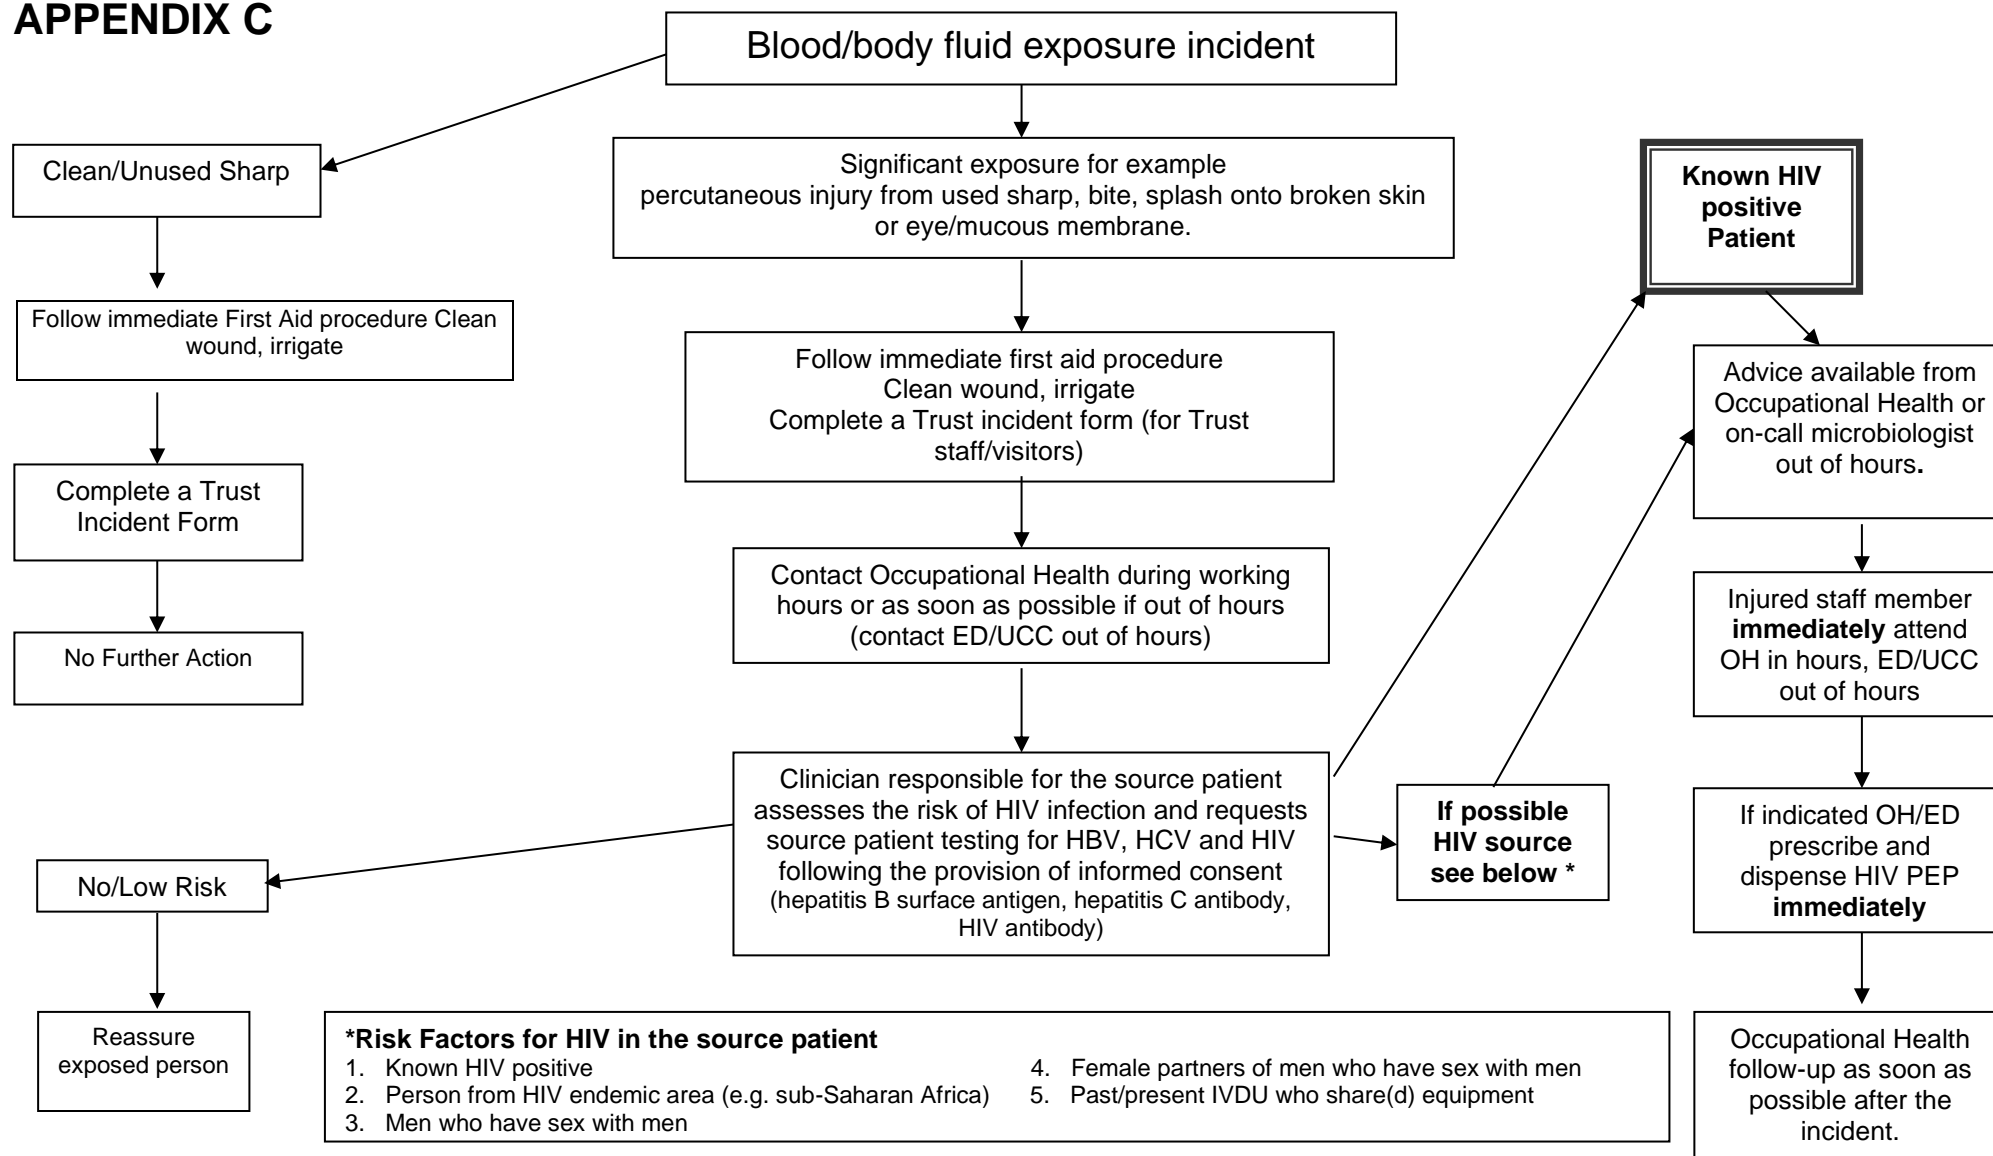 APPENDIX C
Blood/body fluid exposure incident
Clean/Unused Sharp
Follow immediate First Aid procedure Clean
wound, irrigate
Complete a Trust
Incident Form
No Further Action
Significant exposure for example
percutaneous injury from used sharp, bite, splash onto broken skin
or eye/mucous membrane.
Follow immediate first aid procedure
Clean wound, irrigate
Complete a Trust incident form (for Trust
staff/visitors)
Contact Occupational Health during working
hours or as soon as possible if out of hours
(contact ED/UCC out of hours)
Clinician responsible for the source patient
assesses the risk of HIV infection and requests
source patient testing for HBV, HCV and HIV
following the provision of informed consent
(hepatitis B surface antigen, hepatitis C antibody,
HIV antibody)
No/Low Risk
Reassure
exposed person
If possible
HIV source
see below *
Known HIV
positive
Patient
Advice available from
Occupational Health or
on-call microbiologist
out of hours.
Injured staff member
immediately attend
OH in hours, ED/UCC
out of hours
If indicated OH/ED
prescribe and
dispense HIV PEP
immediately
Occupational Health
follow-up as soon as
possible after the
incident.
*Risk Factors for HIV in the source patient
1. Known HIV positive
2. Person from HIV endemic area (e.g. sub-Saharan Africa)
3. Men who have sex with men
4. Female partners of men who have sex with men
5. Past/present IVDU who share(d) equipment